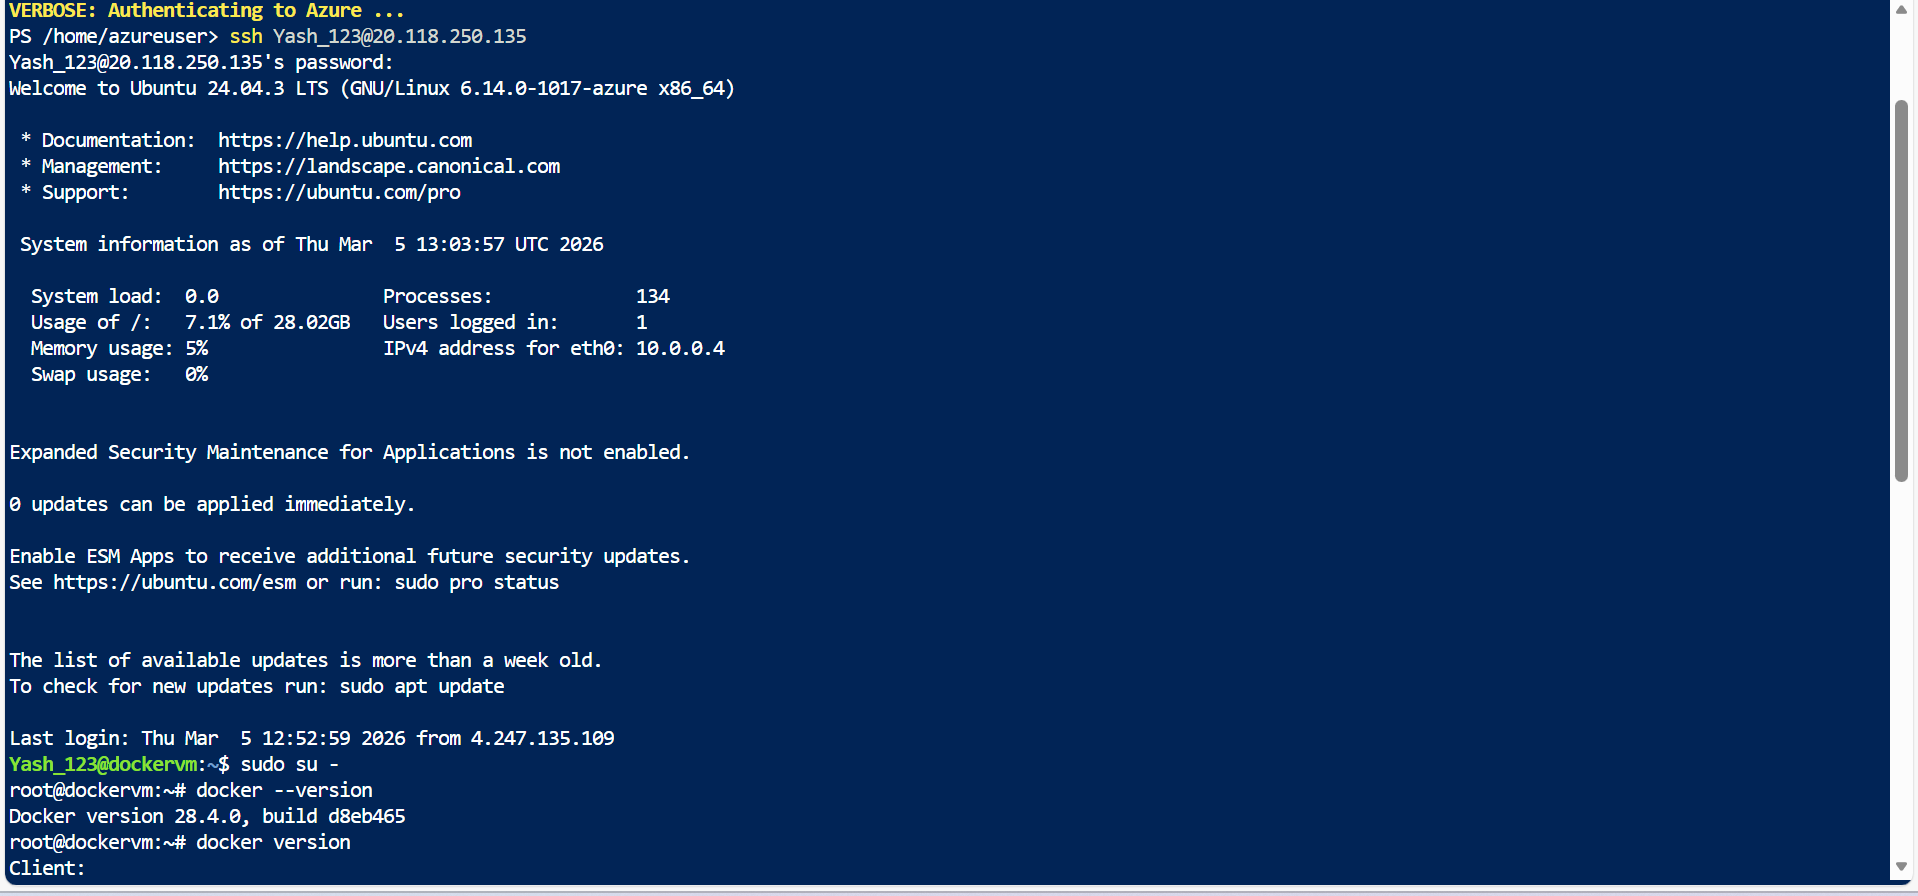 VERBOSE: Authenticating to Azure ...
PS /home/azureuser> ssh Yash_123@20.118.250.135
Yash_123@20.118.250.135's password:
Welcome to Ubuntu 24.04.3 LTS (GNU/Linux 6.14.0-1017-azure x86_64)

 * Documentation:  https://help.ubuntu.com
 * Management:     https://landscape.canonical.com
 * Support:        https://ubuntu.com/pro

 System information as of Thu Mar  5 13:03:57 UTC 2026

  System load:  0.0               Processes:             134
  Usage of /:   7.1% of 28.02GB   Users logged in:       1
  Memory usage: 5%                IPv4 address for eth0: 10.0.0.4
  Swap usage:   0%

Expanded Security Maintenance for Applications is not enabled.

0 updates can be applied immediately.

Enable ESM Apps to receive additional future security updates.
See https://ubuntu.com/esm or run: sudo pro status

The list of available updates is more than a week old.
To check for new updates run: sudo apt update

Last login: Thu Mar  5 12:52:59 2026 from 4.247.135.109
Yash_123@dockervm:~$ sudo su -
root@dockervm:~# docker --version
Docker version 28.4.0, build d8eb465
root@dockervm:~# docker version
Client: